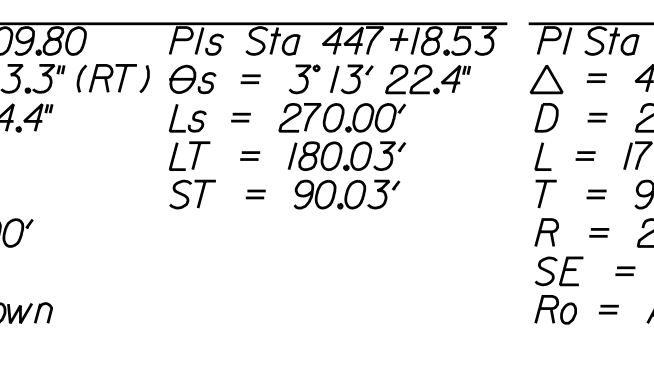 09.80
3.3" (RT)
4.4"
00'
own
PIs Sta 447+18.53
Θs = 3° 13' 22.4"
Ls = 270.00'
LT = 180.03'
ST = 90.03'
PI Sta
△ = 4
D = 2
L = 17
T = 9
R = 2
SE =
Ro =